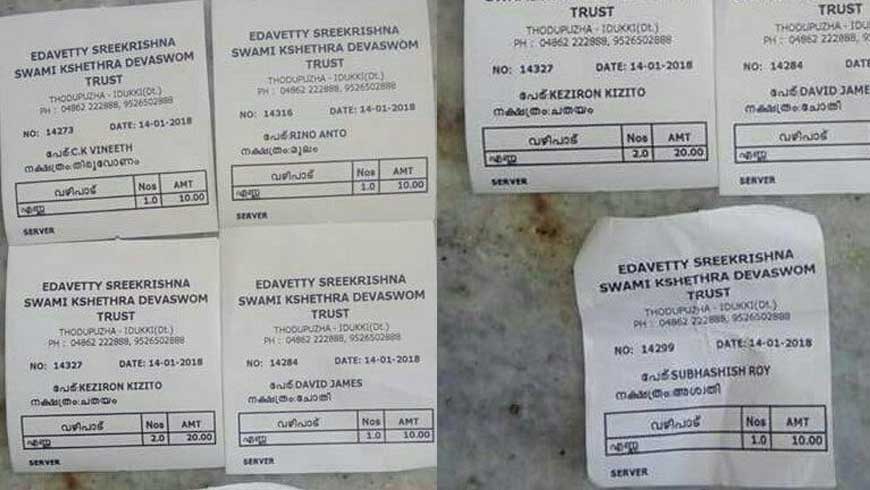 EDAVETTY SREEKRISHNA
SWAMI KSHETHRA DEVASWOM
TRUST
THODUPUZHA - IDUKKI(Dt.)
PH : 04862 222888, 9526502888
NO: 14273 DATE: 14-01-2018
പേര്:C.K VINEETH
നക്ഷത്രം:തിരുവോണം
വഴിപാട് Nos AMT
എണ്ണ 1.0 10.00
SERVER
EDAVETTY SREEKRISHNA
SWAMI KSHETHRA DEVASWOM
TRUST
THODUPUZHA - IDUKKI(Dt.)
PH : 04862 222888, 9526502888
NO: 14316 DATE: 14-01-2018
പേര്:RINO ANTO
നക്ഷത്രം:മൂലം
വഴിപാട് Nos AMT
എണ്ണ 1.0 10.00
SERVER
EDAVETTY SREEKRISHNA
SWAMI KSHETHRA DEVASWOM
TRUST
THODUPUZHA - IDUKKI(Dt.)
PH : 04862 222888, 9526502888
NO: 14327 DATE: 14-01-2018
പേര്:KEZIRON KIZITO
നക്ഷത്രം:ചതയം
വഴിപാട് Nos AMT
എണ്ണ 2.0 20.00
SERVER
EDAVETTY SREEKRISHNA
SWAMI KSHETHRA DEVASWOM
TRUST
THODUPUZHA - IDUKKI(Dt.)
PH : 04862 222888, 9526502888
NO: 14284 DATE: 14-01-2018
പേര്:DAVID JAMES
നക്ഷത്രം:ചോതി
വഴിപാട് Nos AMT
എണ്ണ 1.0 10.00
SERVER
TRUST
THODUPUZHA - IDUKKI(Dt.)
PH : 04862 222888, 9526502888
NO: 14327 DATE: 14-01-2018
പേര്:KEZIRON KIZITO
നക്ഷത്രം:ചതയം
വഴിപാട് Nos AMT
എണ്ണ 2.0 20.00
SERVER
TRUST
THODUPUZHA - IDU
PH : 04862 222888,
NO: 14284 DATE:
പേര്:DAVID JAMES
നക്ഷത്രം:ചോതി
വഴിപാട്
എണ്ണ
SERVER
EDAVETTY SREEKRISHNA
SWAMI KSHETHRA DEVASWOM
TRUST
THODUPUZHA - IDUKKI(Dt.)
PH : 04862 222888, 9526502888
NO: 14299 DATE: 14-01-2018
പേര്:SUBHASHISH ROY
നക്ഷത്രം:അശ്വതി
വഴിപാട് Nos AMT
എണ്ണ 1.0 10.00
SERVER